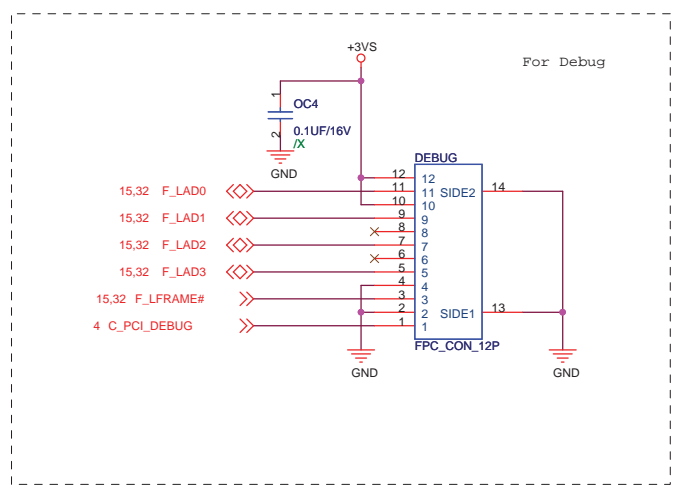 +3VS
For Debug
1
OC4
2
0.1UF/16V
/X
GND
DEBUG
12 12
15,32 F_LAD0 11 11 SIDE2 14
10 10
15,32 F_LAD1 9 9
8 8
15,32 F_LAD2 7 7
6 6
15,32 F_LAD3 5 5
4 4
15,32 F_LFRAME# 3 3
2 2 SIDE1 13
4 C_PCI_DEBUG 1 1
FPC_CON_12P
GND
GND